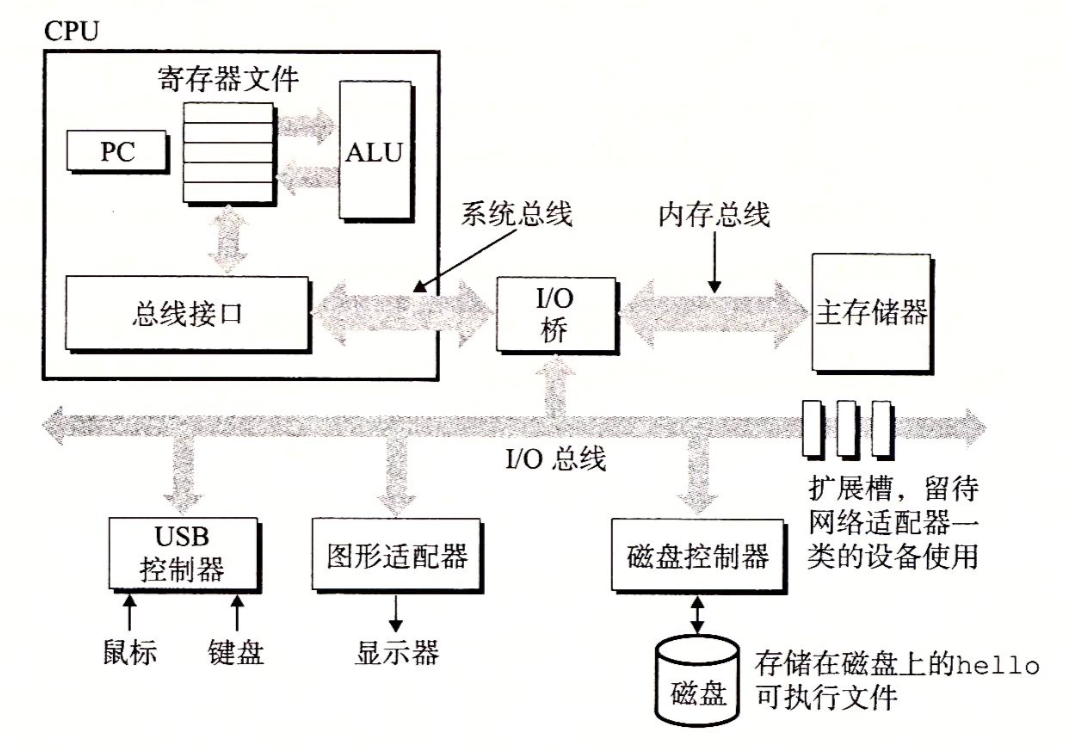 CPU
寄存器文件
PC
ALU
系统总线
内存总线
总线接口
I/O
桥
主存储器
I/O 总线
扩展槽，留待
网络适配器一
类的设备使用
USB
控制器
图形适配器
磁盘控制器
鼠标
键盘
显示器
磁盘
存储在磁盘上的hello
可执行文件